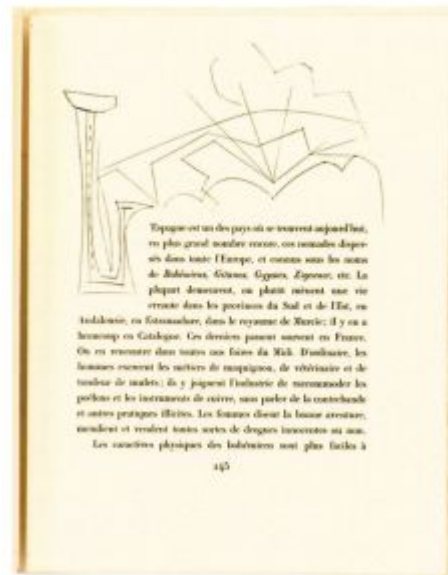 'Espagne est un des pays où se trouvent aujourd'hui,
en plus grand nombre encore, ces nomades disper-
sés dans toute l'Europe, et connus sous les noms
de Bohémiens, Gitanos, Gypsies, Zigeuner, etc. La
plupart demeurent, ou plutôt mènent une vie
errante dans les provinces du Sud et de l'Est, en
Andalousie, en Estramadure, dans le royaume de Murcie; il y en a
beaucoup en Catalogne. Ces derniers passent souvent en France.
On en rencontre dans toutes nos foires du Midi. D'ordinaire, les
hommes exercent les métiers de maquignon, de vétérinaire et de
tondeur de mulets; ils y joignent l'industrie de raccommoder les
poêlons et les instruments de cuivre, sans parler de la contrebande
et autres pratiques illicites. Les femmes disent la bonne aventure,
mendient et vendent toutes sortes de drogues innocentes ou non.
Les caractères physiques des bohémiens sont plus faciles à
145